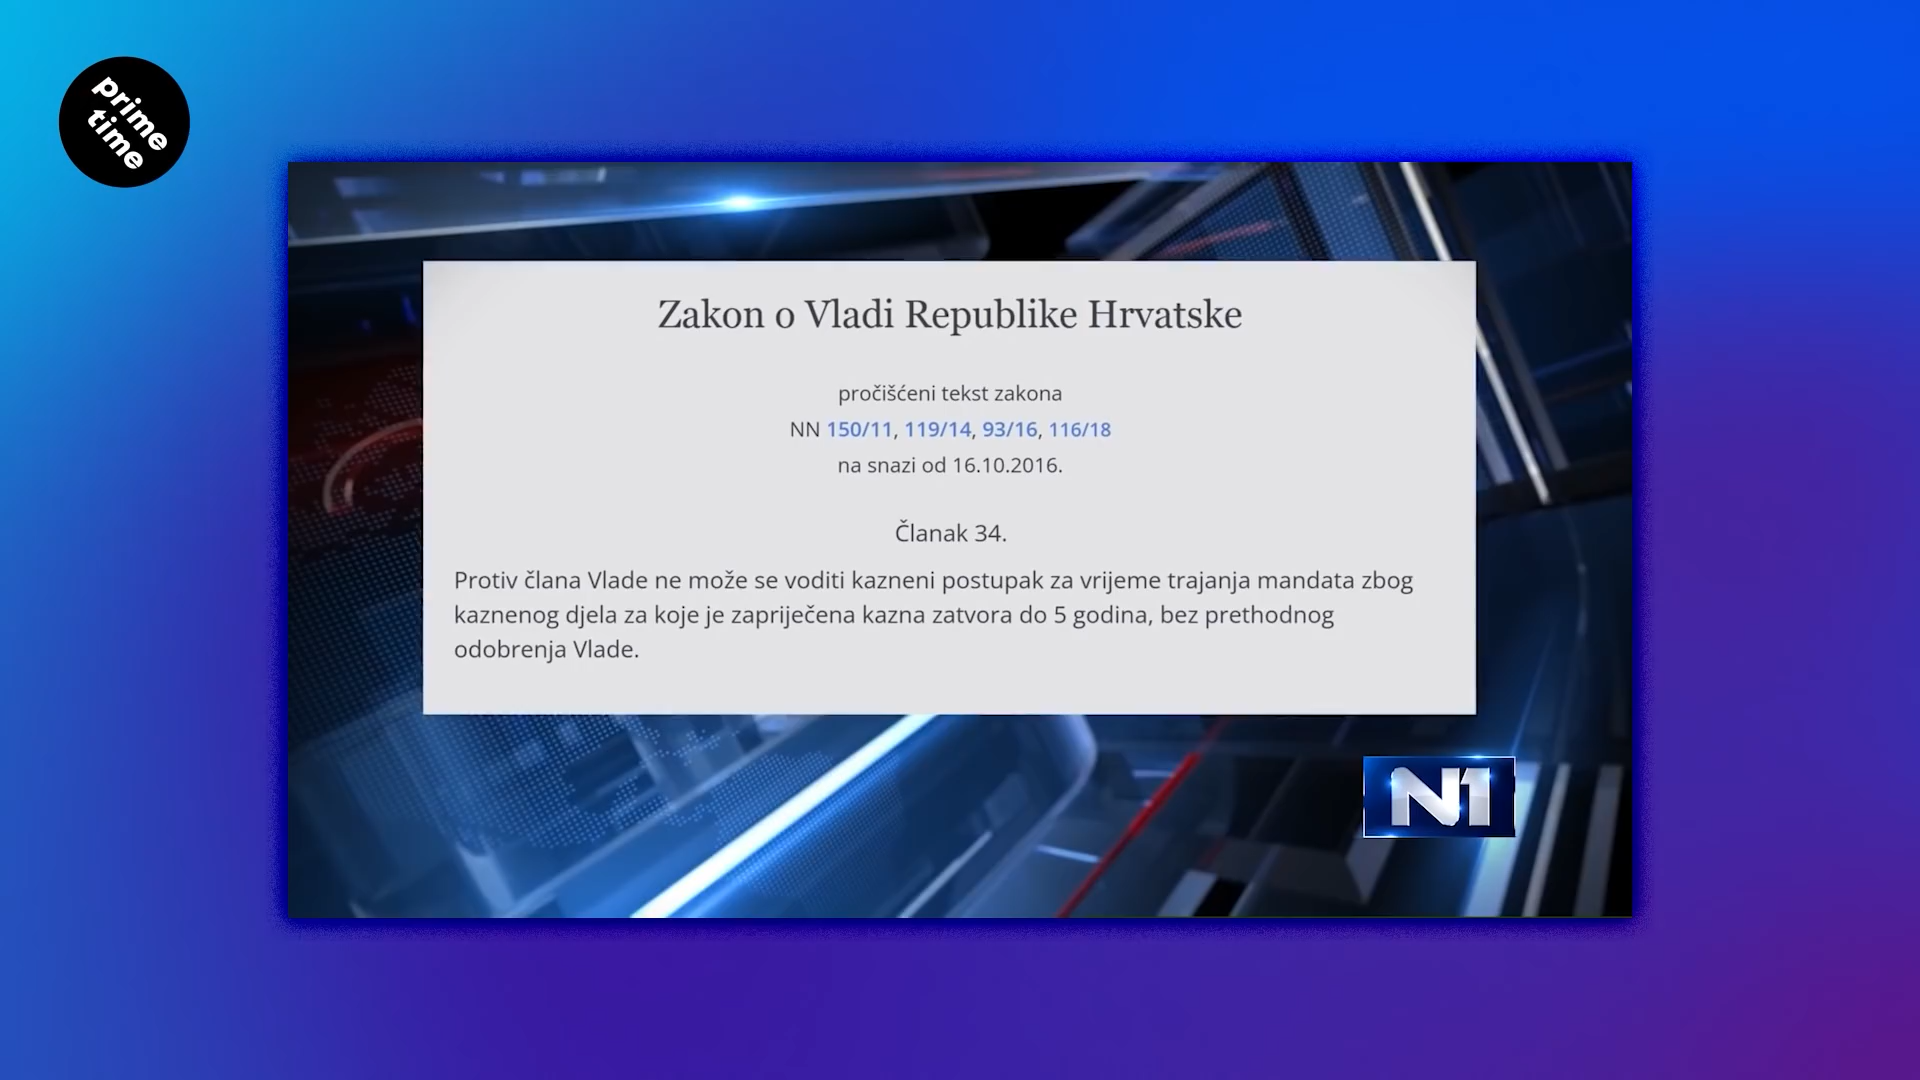 prime
time
Zakon o Vladi Republike Hrvatske
pročišćeni tekst zakona
NN 150/11, 119/14, 93/16, 116/18
na snazi od 16.10.2016.
Članak 34.
Protiv člana Vlade ne može se voditi kazneni postupak za vrijeme trajanja mandata zbog
kaznenog djela za koje je zapriječena kazna zatvora do 5 godina, bez prethodnog
odobrenja Vlade.
N1